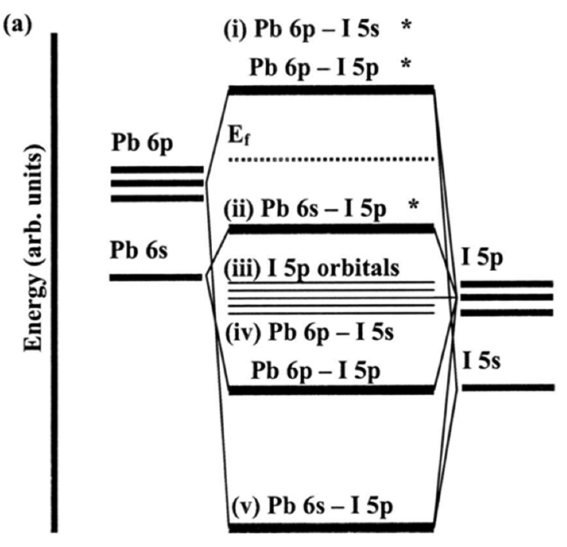 (a)
(i) Pb 6p – I 5s *
Pb 6p – I 5p *
Pb 6p
E_f
(ii) Pb 6s – I 5p *
Pb 6s
I 5p
(iii) I 5p orbitals
(iv) Pb 6p – I 5s
Pb 6p – I 5p
I 5s
(v) Pb 6s – I 5p
Energy (arb. units)